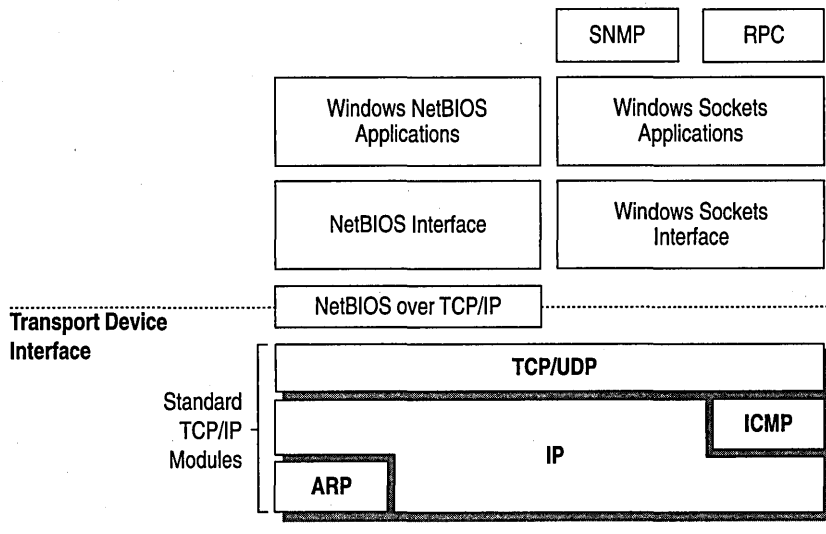 SNMP
RPC
Windows NetBIOS
Applications
Windows Sockets
Applications
NetBIOS Interface
Windows Sockets
Interface
NetBIOS over TCP/IP
Transport Device
Interface
TCP/UDP
Standard
TCP/IP
Modules
ICMP
IP
ARP